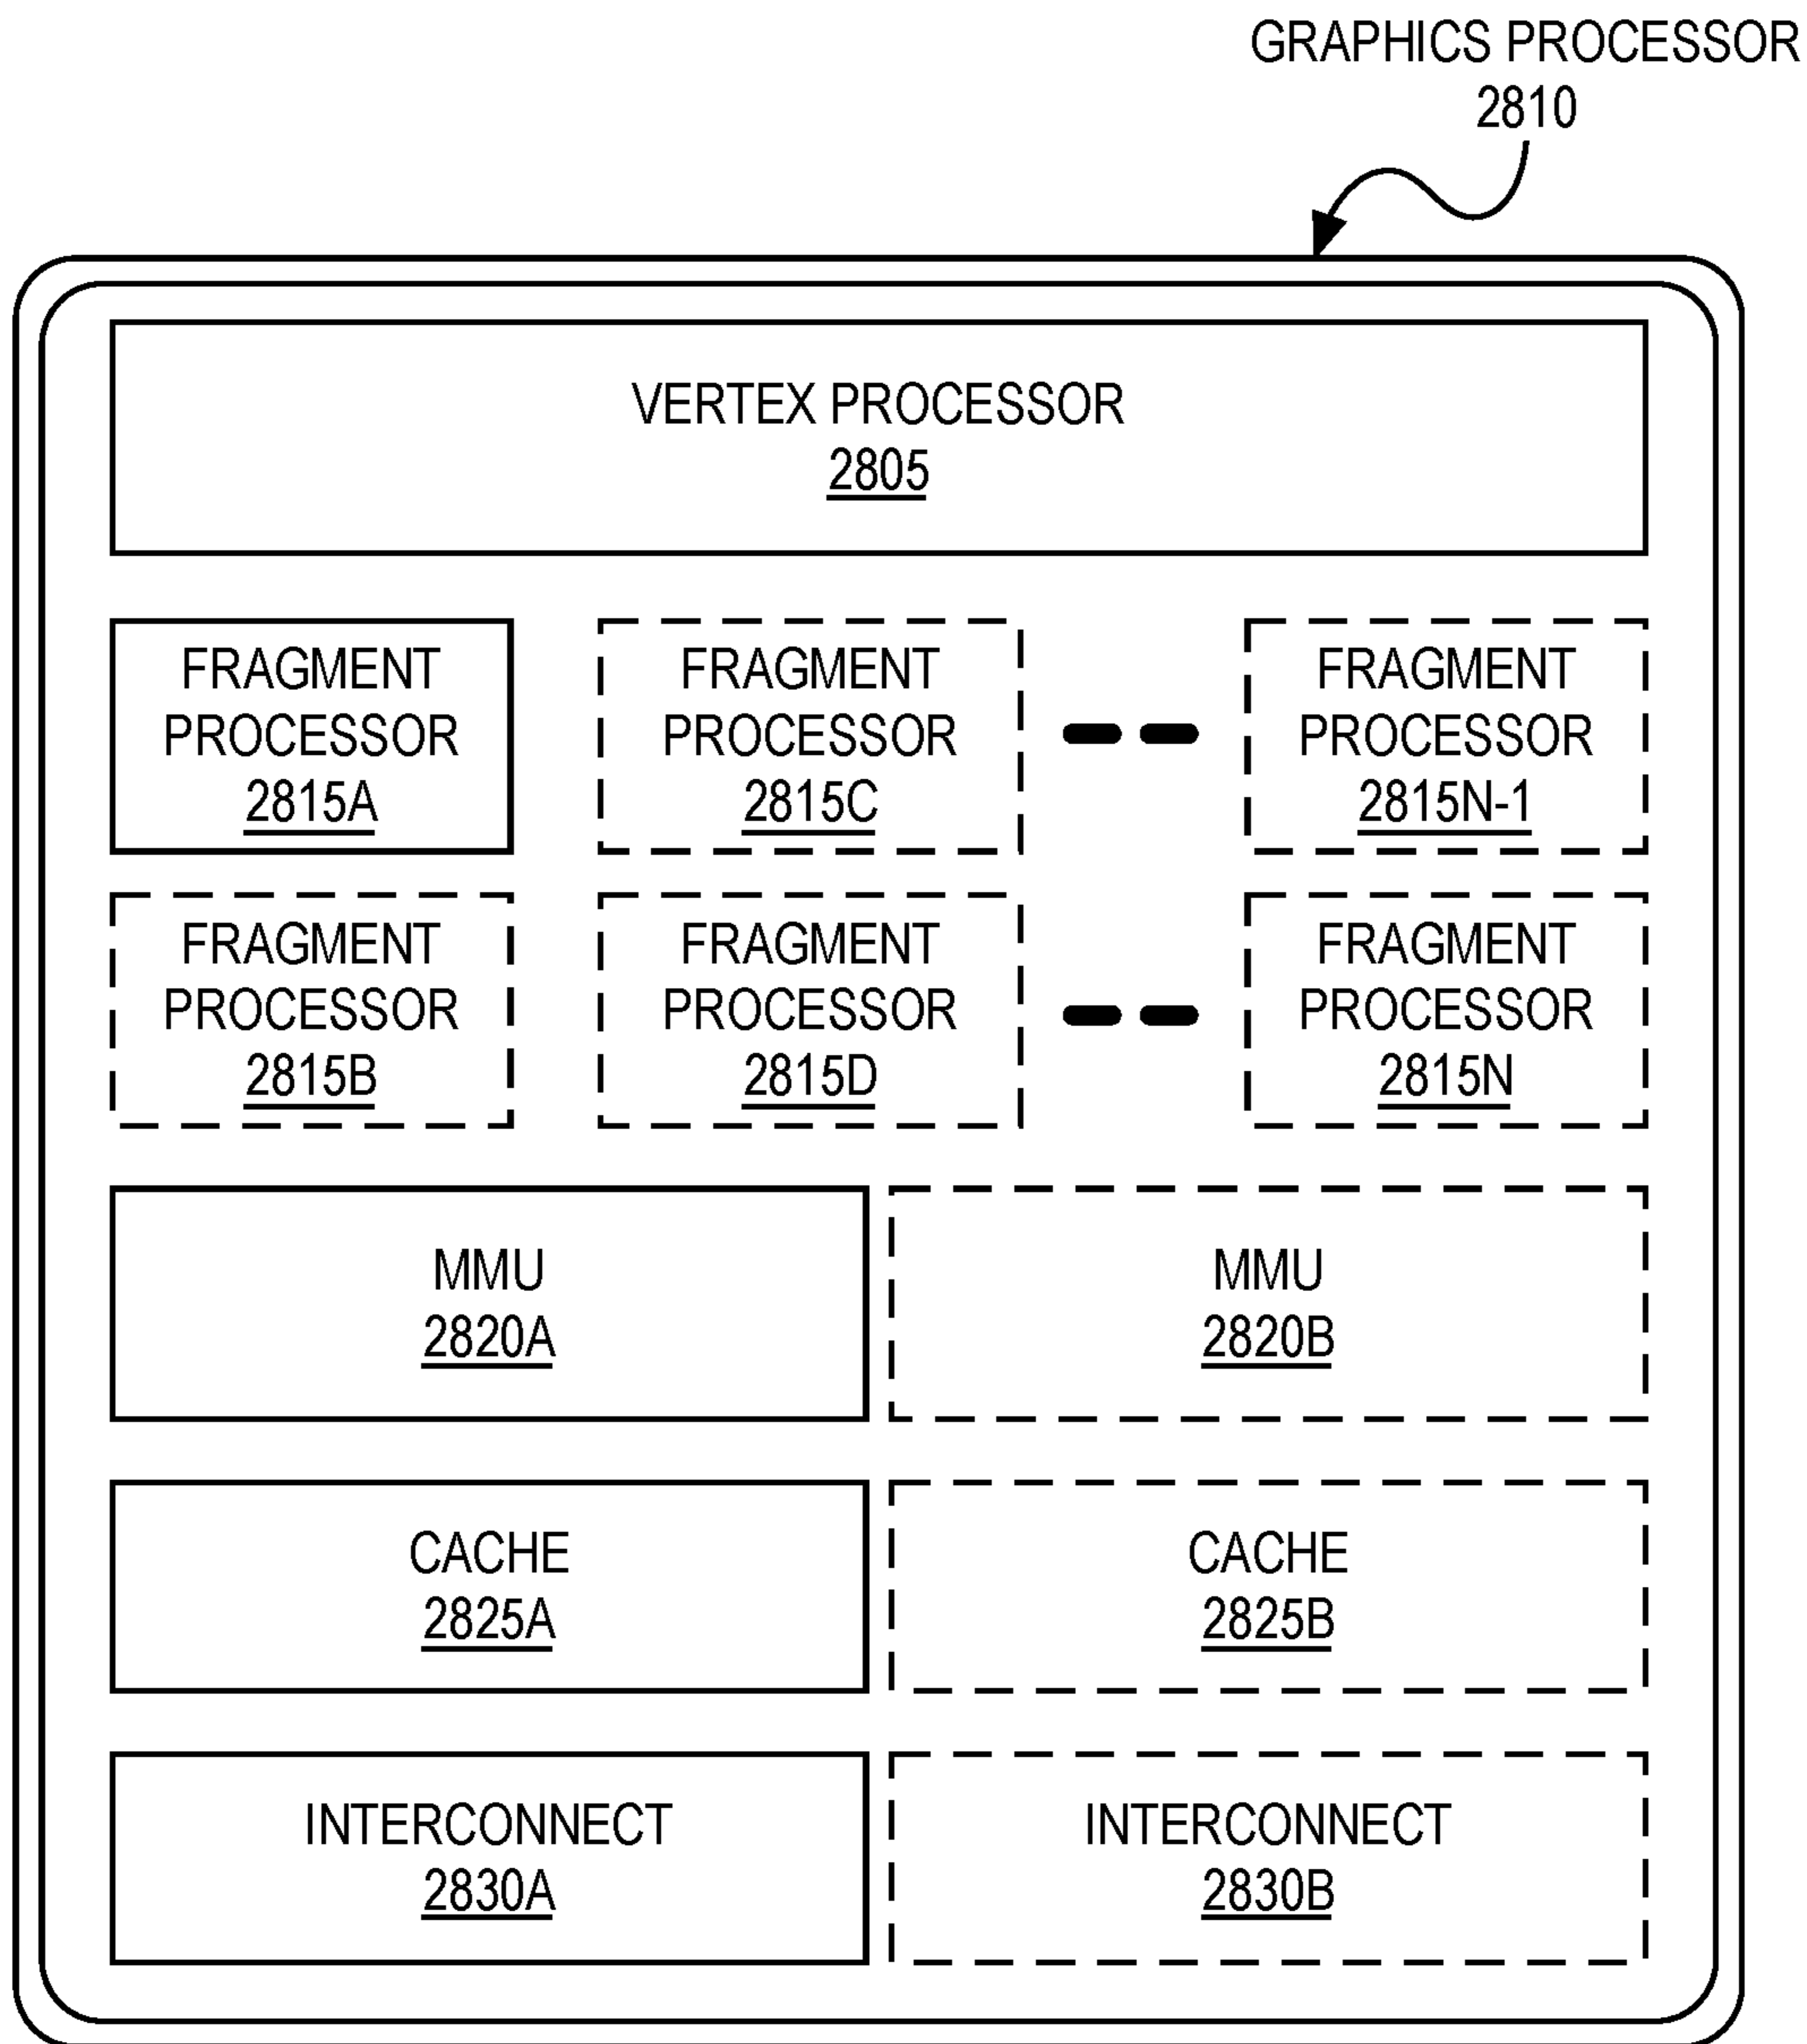 GRAPHICS PROCESSOR
2810
VERTEX PROCESSOR
2805
FRAGMENT
PROCESSOR
2815A
FRAGMENT
PROCESSOR
2815C
FRAGMENT
PROCESSOR
2815N-1
FRAGMENT
PROCESSOR
2815B
FRAGMENT
PROCESSOR
2815D
FRAGMENT
PROCESSOR
2815N
MMU
2820A
MMU
2820B
CACHE
2825A
CACHE
2825B
INTERCONNECT
2830A
INTERCONNECT
2830B